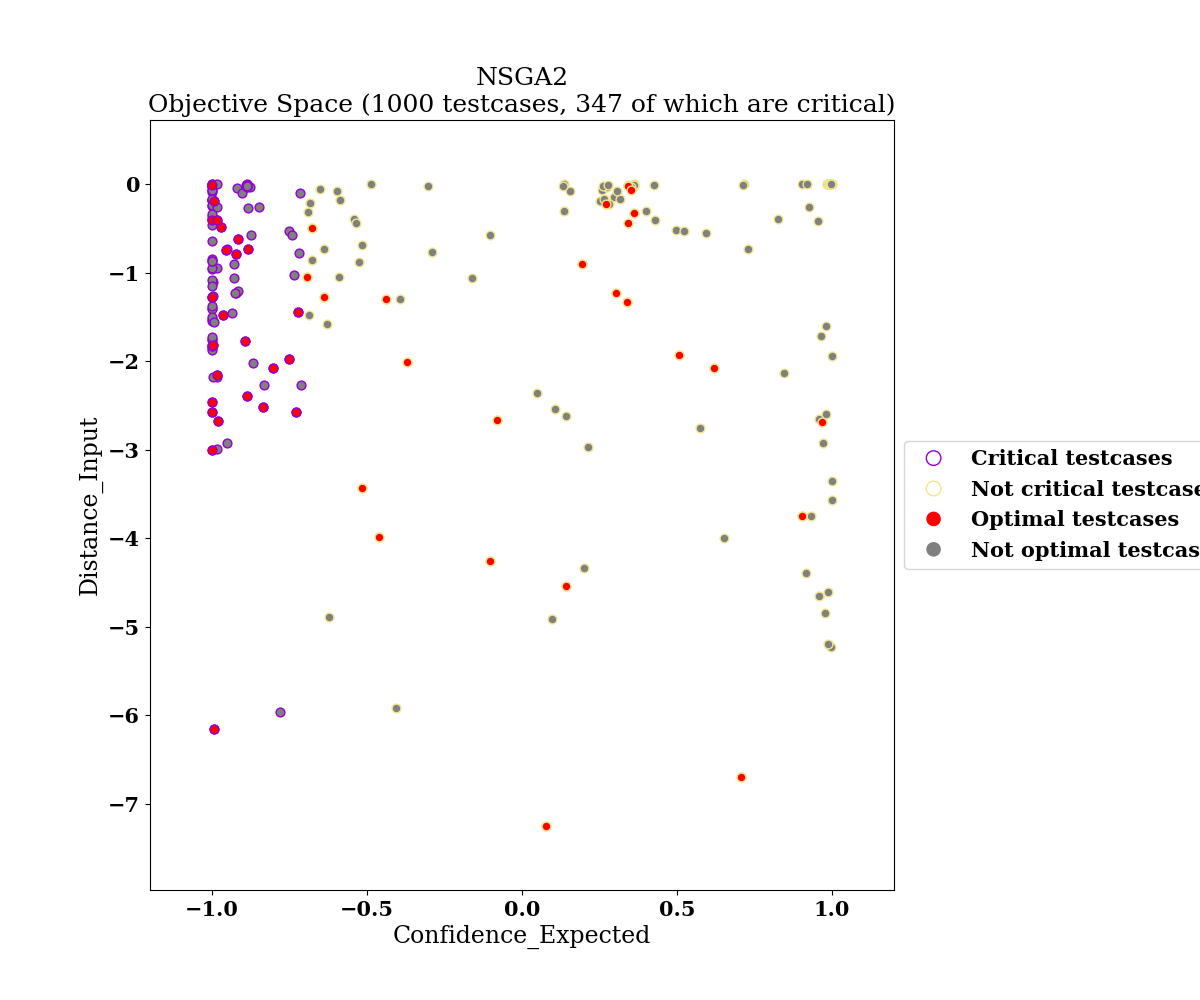 NSGA2
Objective Space (1000 testcases, 347 of which are critical)
0
−1
−2
−3
−4
−5
−6
−7
Distance_Input
−1.0
−0.5
0.0
0.5
1.0
Confidence_Expected
Critical testcases
Not critical testcase
Optimal testcases
Not optimal testcas